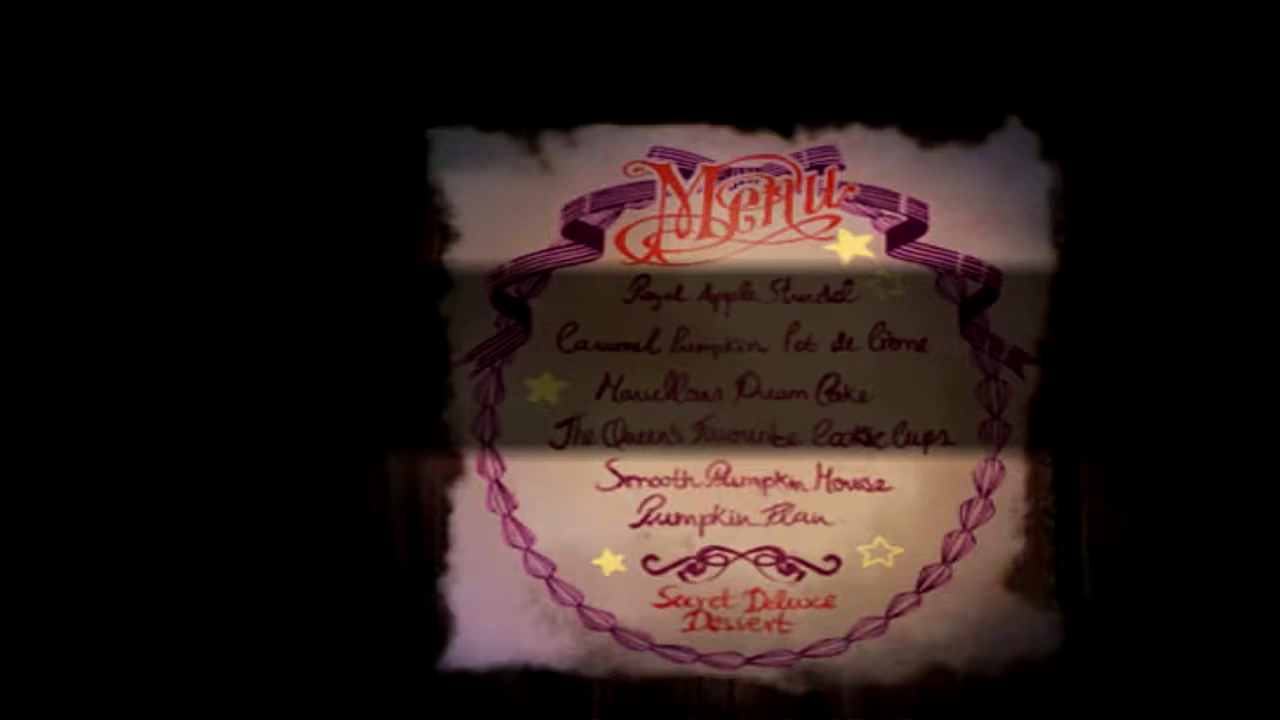 Menu
Royal Apple Strudel
Caramel Pumpkin Pot de Crème
Marvellous Dream Cake
The Queen's Favourite Cookie Cups
Smooth Pumpkin Mousse
Pumpkin Flan
Secret Deluxe
Dessert